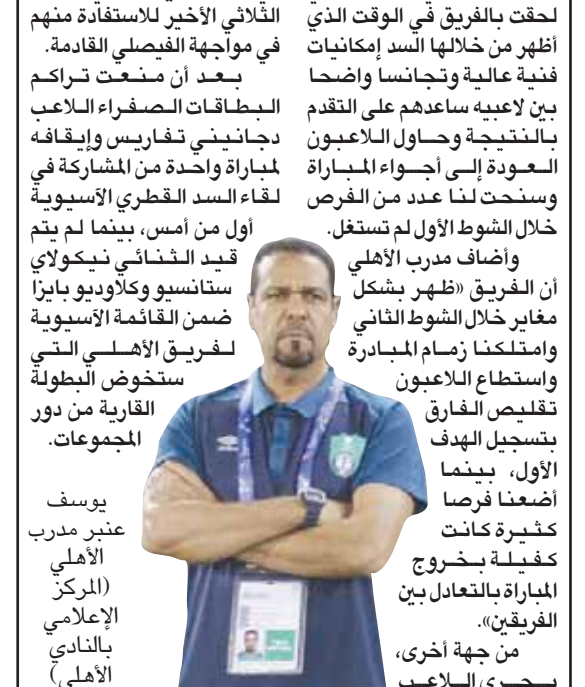 لحقت بالفريق في الوقت الذي
أظهر من خلالها السد إمكانيات
فنية عالية وتجانسا واضحا
بين لاعبيه ساعدهم على التقدم
بالنتيجة وحاول اللاعبون
العودة إلى أجواء المباراة
وسنحت لنا عدد من الفرص
خلال الشوط الأول لم تستغل.
وأضاف مدرب الأهلي
أن الفريق «ظهر بشكل
مغاير خلال الشوط الثاني
وامتلكنا زمام المبادرة
واستطاع اللاعبون
تقليص الفارق
بتسجيل الهدف
الأول، بينما
أضعنا فرصا
كثيرة كانت
كفيلة بخروج
المباراة بالتعادل بين
الفريقين».
من جهة أخرى،
يجري اللاعب
الثلاثي الأخير للاستفادة منهم
في مواجهة الفيصلي القادمة.
بعد أن منعت تراكم
البطاقات الصفراء اللاعب
دجانيني تفاريس وإيقافه
لمباراة واحدة من المشاركة في
لقاء السد القطري الآسيوية
أول من أمس، بينما لم يتم
قيد الثنائي نيكولاي
ستانسيو وكلاوديو بايزا
ضمن القائمة الآسيوية
لفريق الأهلي التي
ستخوض البطولة
القارية من دور
المجموعات.
يوسف
عنبر مدرب
الأهلي
(المركز
الإعلامي
بالنادي
الأهلي)